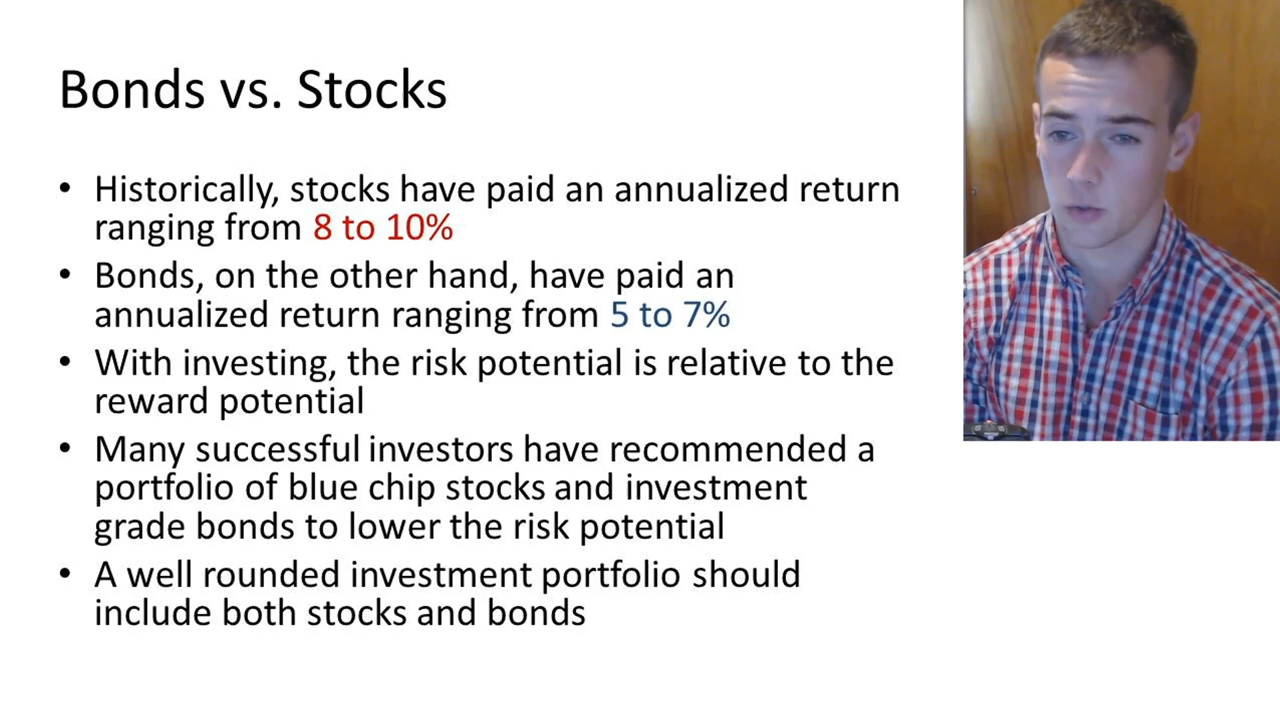 Bonds vs. Stocks
• Historically, stocks have paid an annualized return
ranging from 8 to 10%
• Bonds, on the other hand, have paid an
annualized return ranging from 5 to 7%
• With investing, the risk potential is relative to the
reward potential
• Many successful investors have recommended a
portfolio of blue chip stocks and investment
grade bonds to lower the risk potential
• A well rounded investment portfolio should
include both stocks and bonds